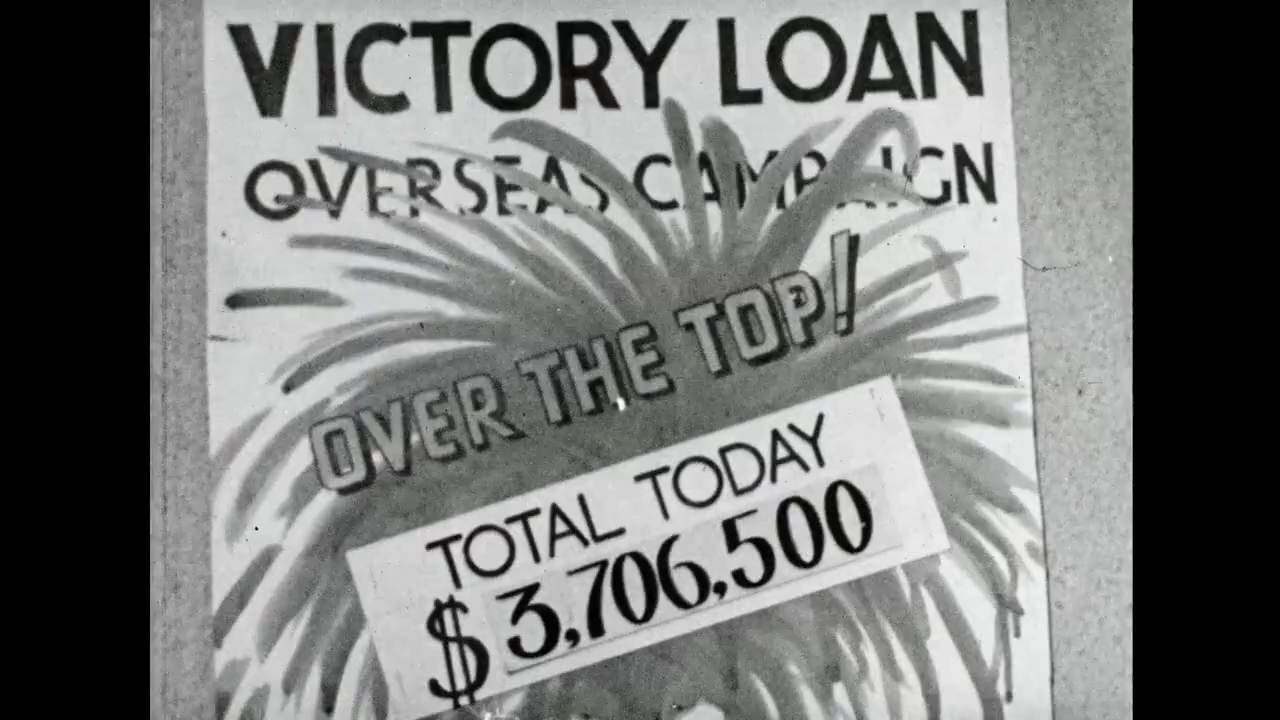 VICTORY LOAN
OVERSEAS CAMPAIGN
OVER THE TOP!
TOTAL TODAY
$3,706,500